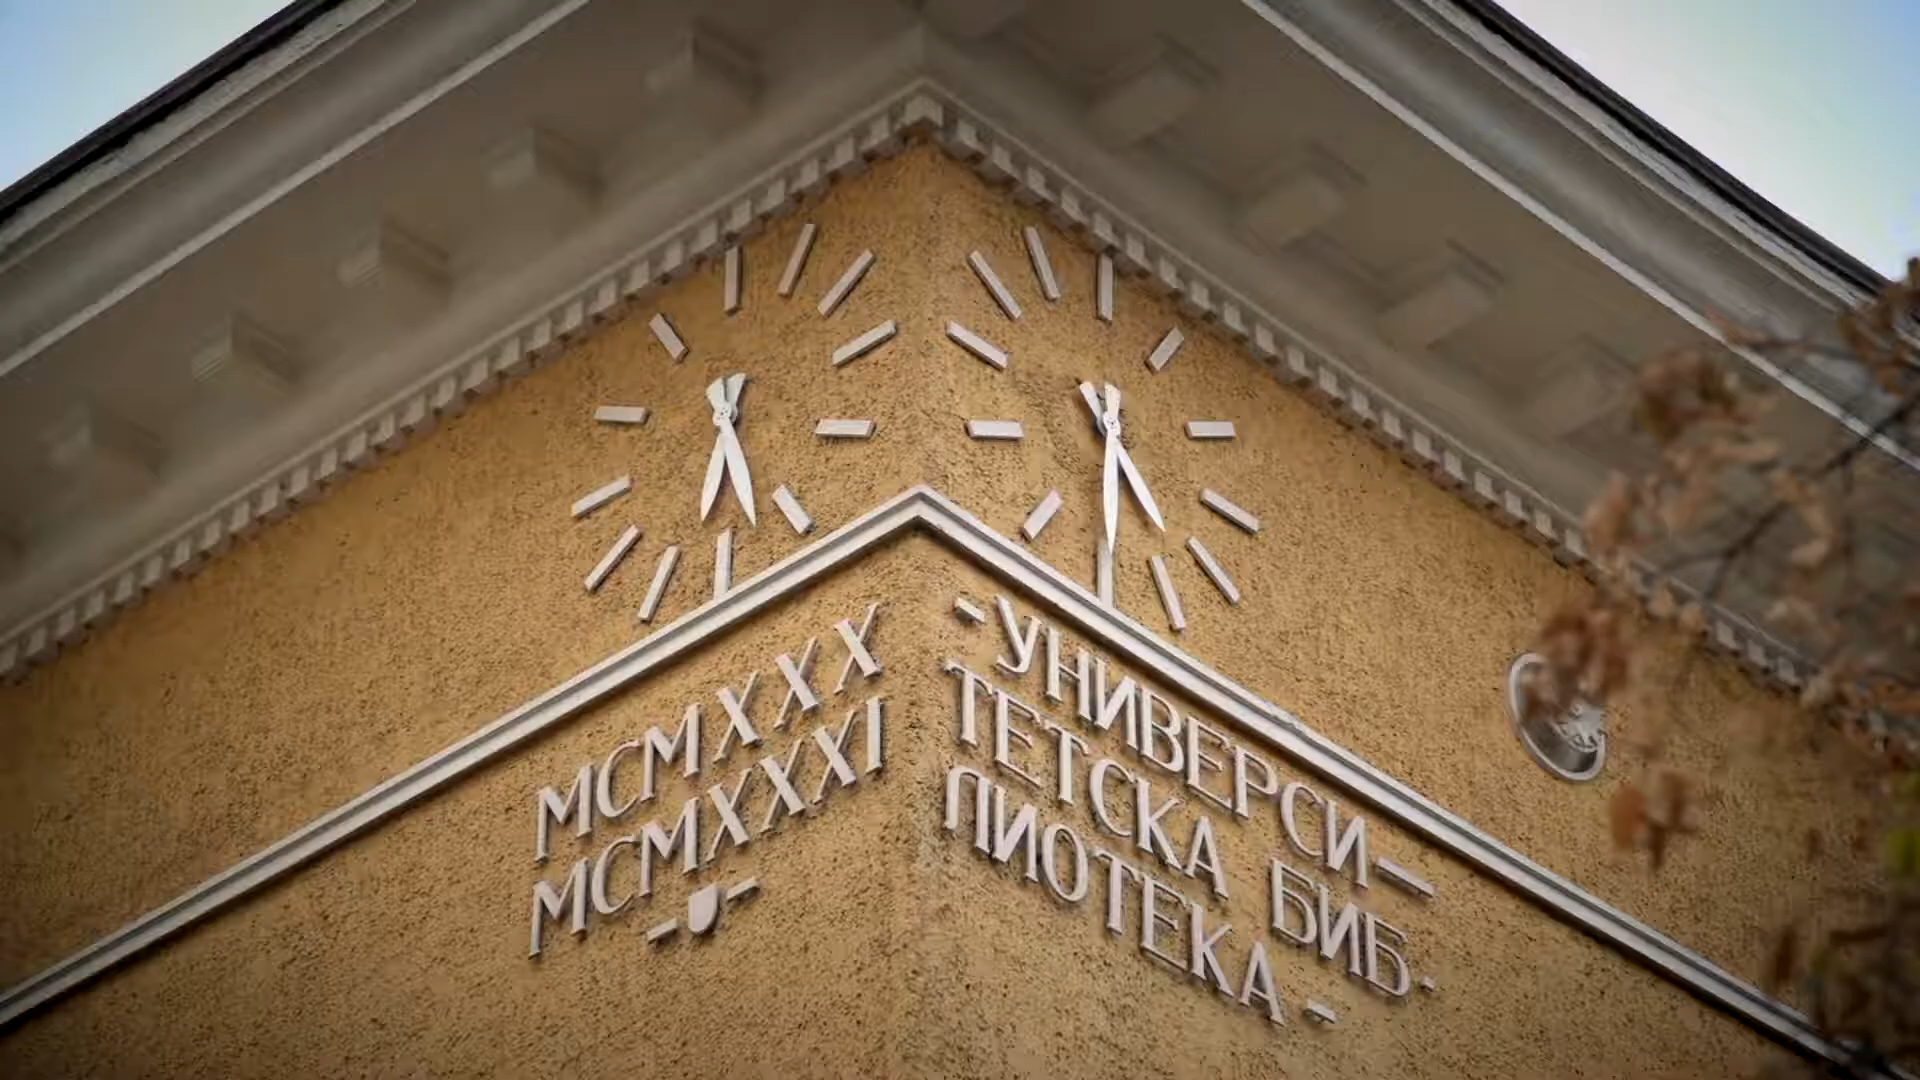 MCMXXX
MCMXXXI
- УНИВЕРСИ-
ТЕТСКА БИБ-
ЛИОТЕКА -